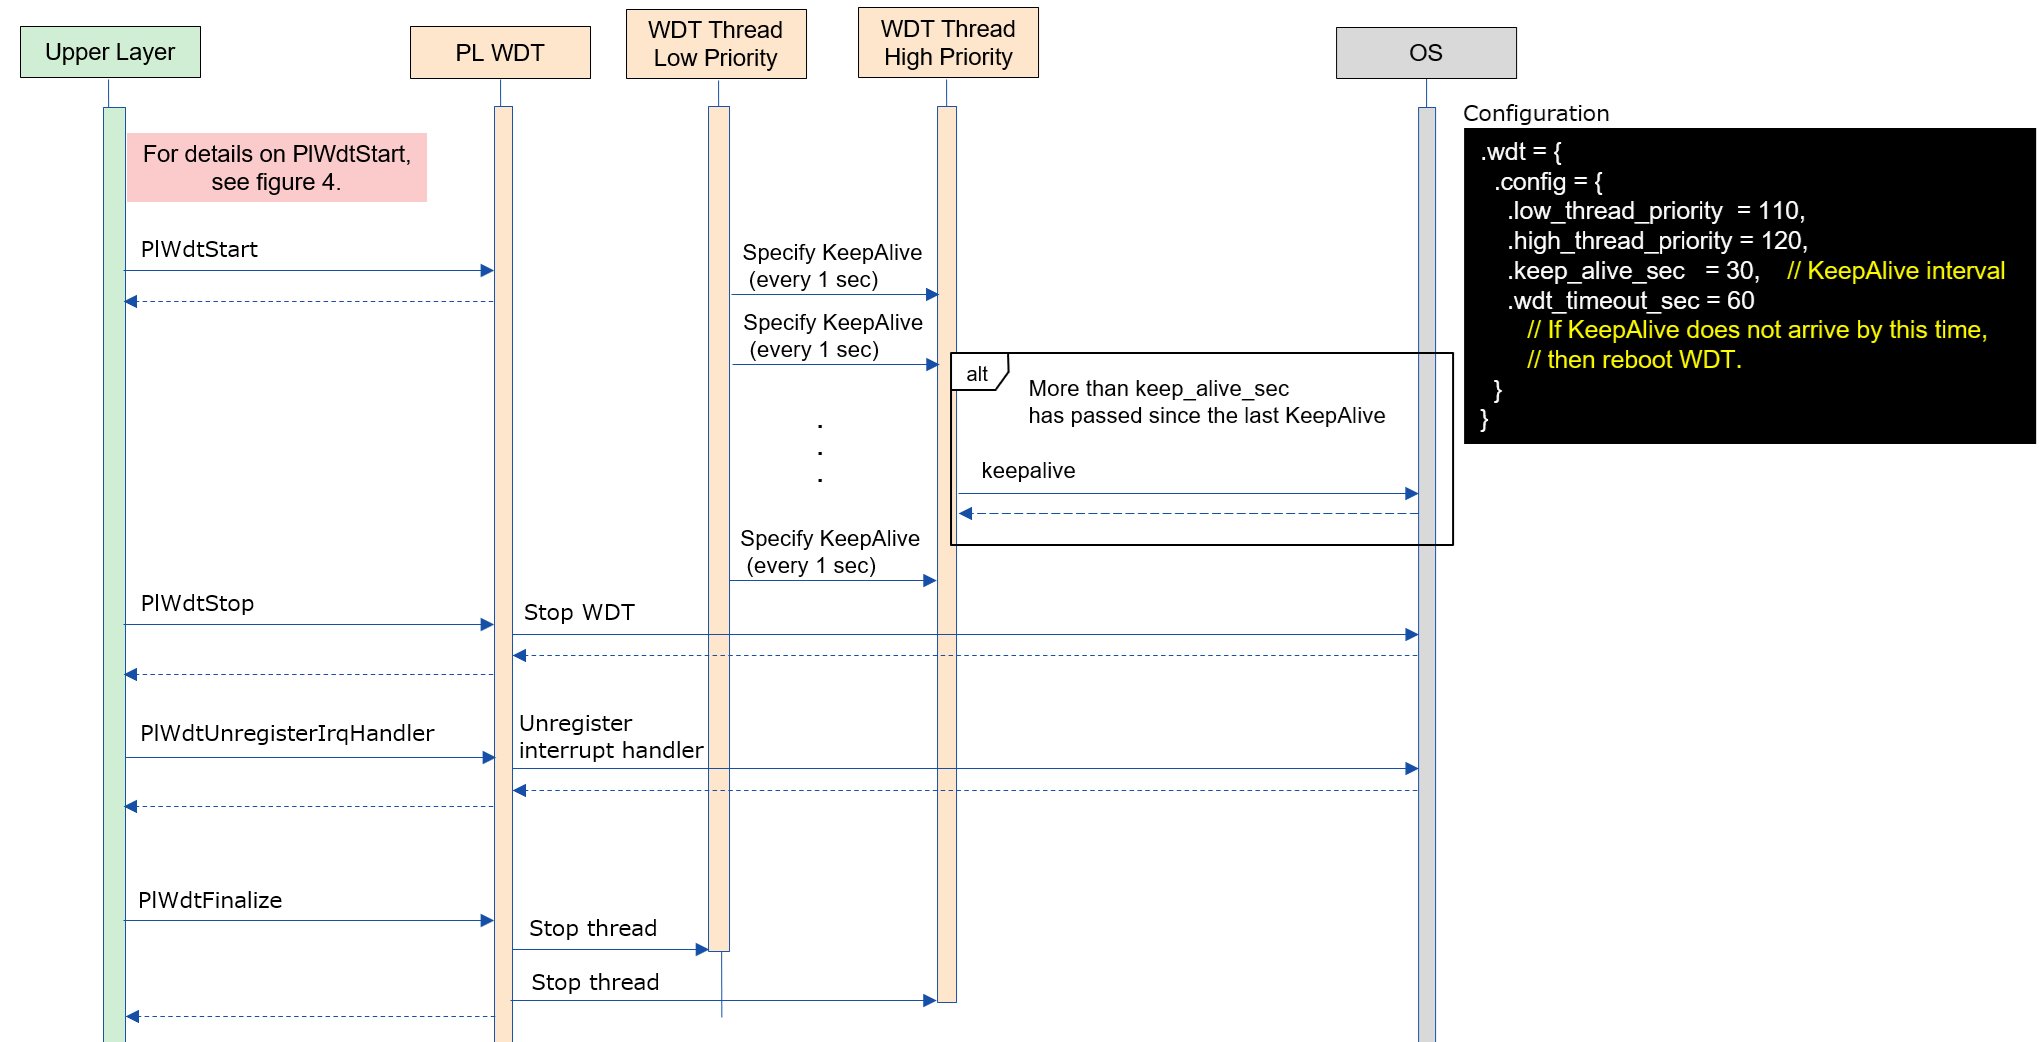 Upper Layer
PL WDT
WDT Thread
Low Priority
WDT Thread
High Priority
OS
Configuration
.wdt = {
.config = {
.low_thread_priority = 110,
.high_thread_priority = 120,
.keep_alive_sec = 30, // KeepAlive interval
.wdt_timeout_sec = 60
// If KeepAlive does not arrive by this time,
// then reboot WDT.
}
}
For details on PlWdtStart,
see figure 4.
PlWdtStart
Specify KeepAlive
(every 1 sec)
Specify KeepAlive
(every 1 sec)
alt
More than keep_alive_sec
has passed since the last KeepAlive
.
.
.
keepalive
Specify KeepAlive
(every 1 sec)
PlWdtStop
Stop WDT
PlWdtUnregisterIrqHandler
Unregister
interrupt handler
PlWdtFinalize
Stop thread
Stop thread